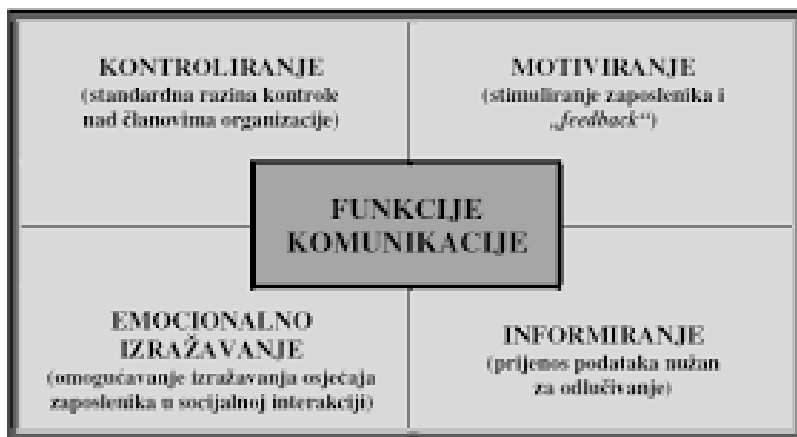 KONTROLIRANJE
(standardna razina kontrole
nad članovima organizacije)
MOTIVIRANJE
(stimuliranje zaposlenika i
„feedback“)
FUNKCIJE
KOMUNIKACIJE
EMOCIONALNO
IZRAŽAVANJE
(omogućavanje izražavanja osjećaja
zaposlenika u socijalnoj interakciji)
INFORMIRANJE
(prijenos podataka nužan
za odlučivanje)